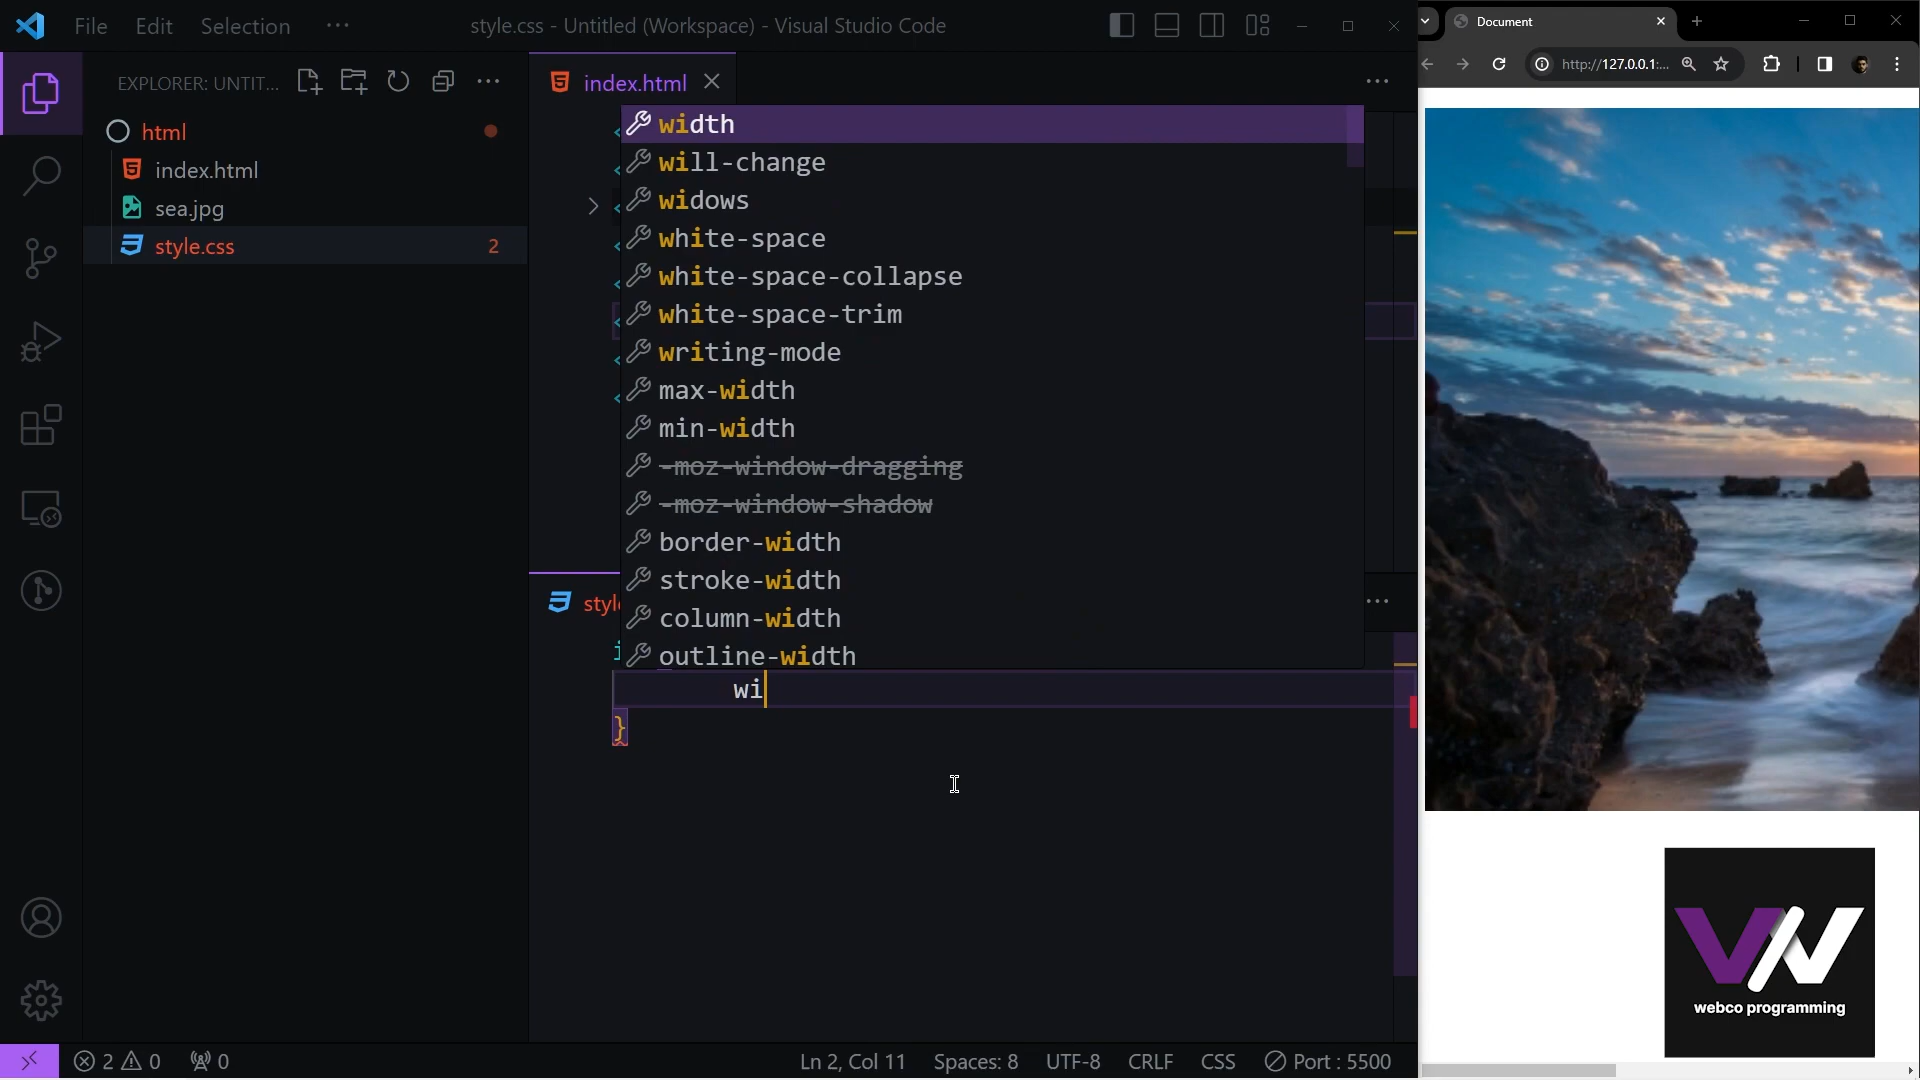 File Edit Selection ···
style.css - Untitled (Workspace) - Visual Studio Code
EXPLORER: UNTIT...
html
index.html
sea.jpg
style.css 2
index.html
width
will-change
widows
white-space
white-space-collapse
white-space-trim
writing-mode
max-width
min-width
-moz-window-dragging
-moz-window-shadow
border-width
stroke-width
column-width
outline-width
styl
i
wi
}
2 0 0
Ln 2, Col 11 Spaces: 8 UTF-8 CRLF CSS Port : 5500
Document
http://127.0.0.1:...
webco programming